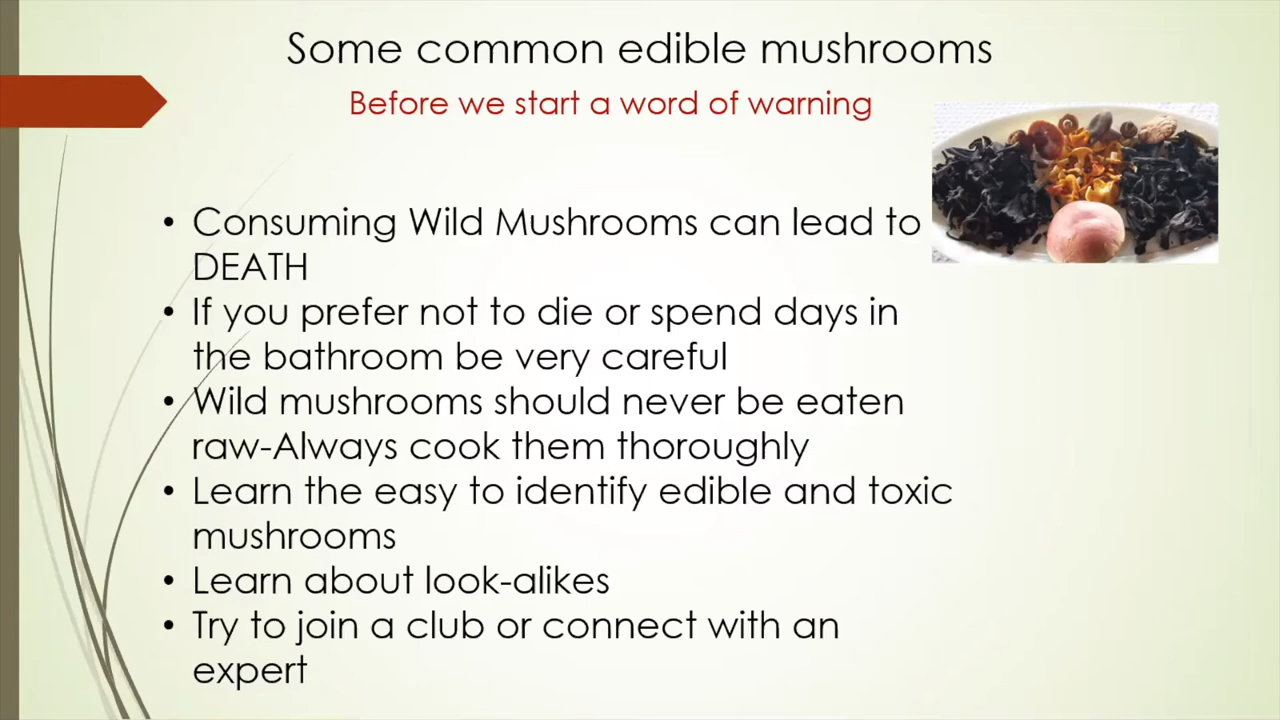 Some common edible mushrooms
Before we start a word of warning
• Consuming Wild Mushrooms can lead to
DEATH
• If you prefer not to die or spend days in
the bathroom be very careful
• Wild mushrooms should never be eaten
raw-Always cook them thoroughly
• Learn the easy to identify edible and toxic
mushrooms
• Learn about look-alikes
• Try to join a club or connect with an
expert